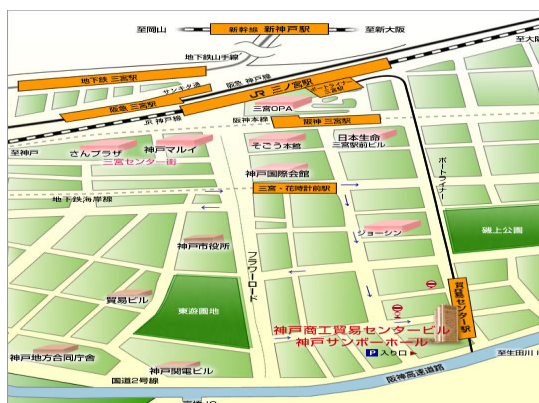 至岡山
新幹線 新神戸駅
至新大阪
地下鉄山手線
地下鉄 三宮駅
サンキタ通
阪急 神戸線
JR 三ノ宮駅
ポートライナー
三宮駅
阪急 三宮駅
三宮OPA
JR 神戸線
阪神本線
阪神 三宮駅
至神戸
さんプラザ
神戸マルイ
三宮センター街
そごう本館
日本生命
三宮駅前ビル
ポートライナー
神戸国際会館
三宮・花時計前駅
地下鉄海岸線
ジョーシン
磯上公園
神戸市役所
フラワーロード
貿易ビル
東遊園地
貿易センター駅
神戸商工貿易センタービル
神戸サンボーホール
P 入り口
神戸地方合同庁舎
神戸関電ビル
国道2号線
阪神高速道路
至生田川